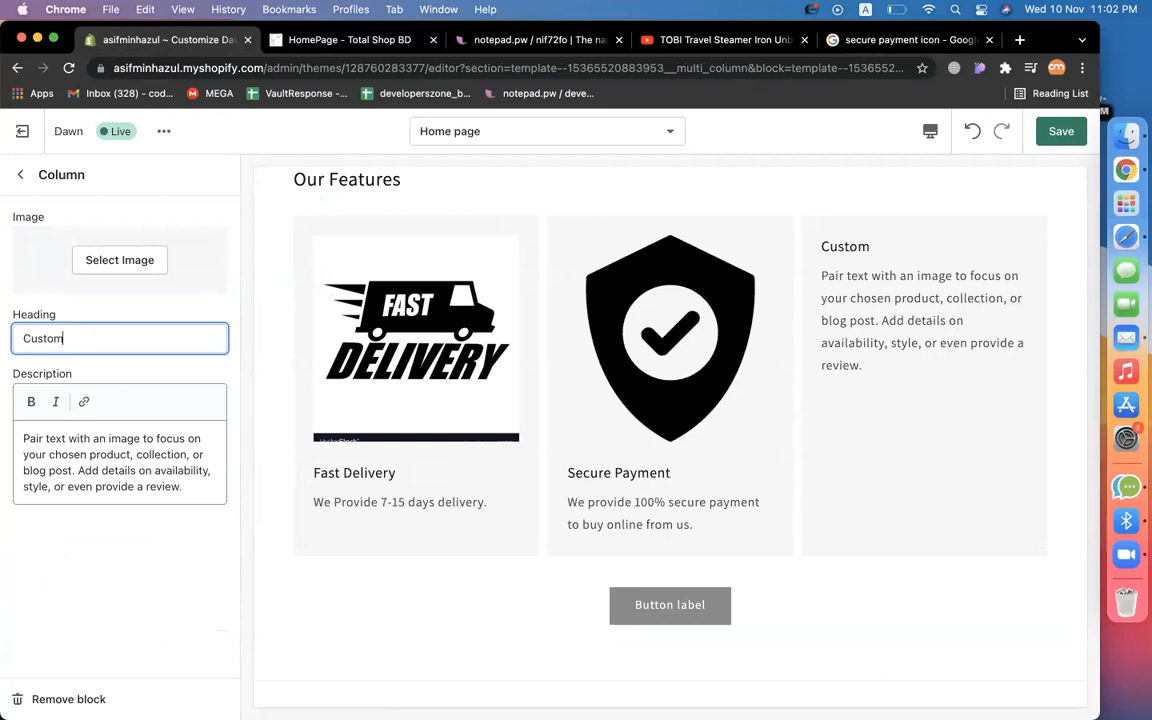 Chrome File Edit View History Bookmarks Profiles Tab Window Help A Wed 10 Nov 11:02 PM
asifminhazul ~ Customize Da HomePage - Total Shop BD notepad.pw / nif72fo | The na TOBI Travel Steamer Iron Unb secure payment icon - Google
asifminhazul.myshopify.com/admin/themes/128760283377/editor?section=template--15365520883953__multi_column&block=template--1536552...
Apps Inbox (328) - cod... MEGA VaultResponse -... developerszone_b... notepad.pw / deve... Reading List
Dawn Live Home page Save
Column
Image
Select Image
Heading
Custom
Description
B I
Pair text with an image to focus on
your chosen product, collection, or
blog post. Add details on availability,
style, or even provide a review.
Remove block
Our Features
FAST
DELIVERY
Fast Delivery
We Provide 7-15 days delivery.
Secure Payment
We provide 100% secure payment
to buy online from us.
Custom
Pair text with an image to focus on
your chosen product, collection, or
blog post. Add details on
availability, style, or even provide a
review.
Button label
2